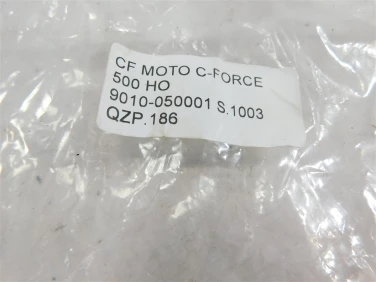 CF MOTO C-FORCE
500 HO
9010-050001 S.1003
QZP.186